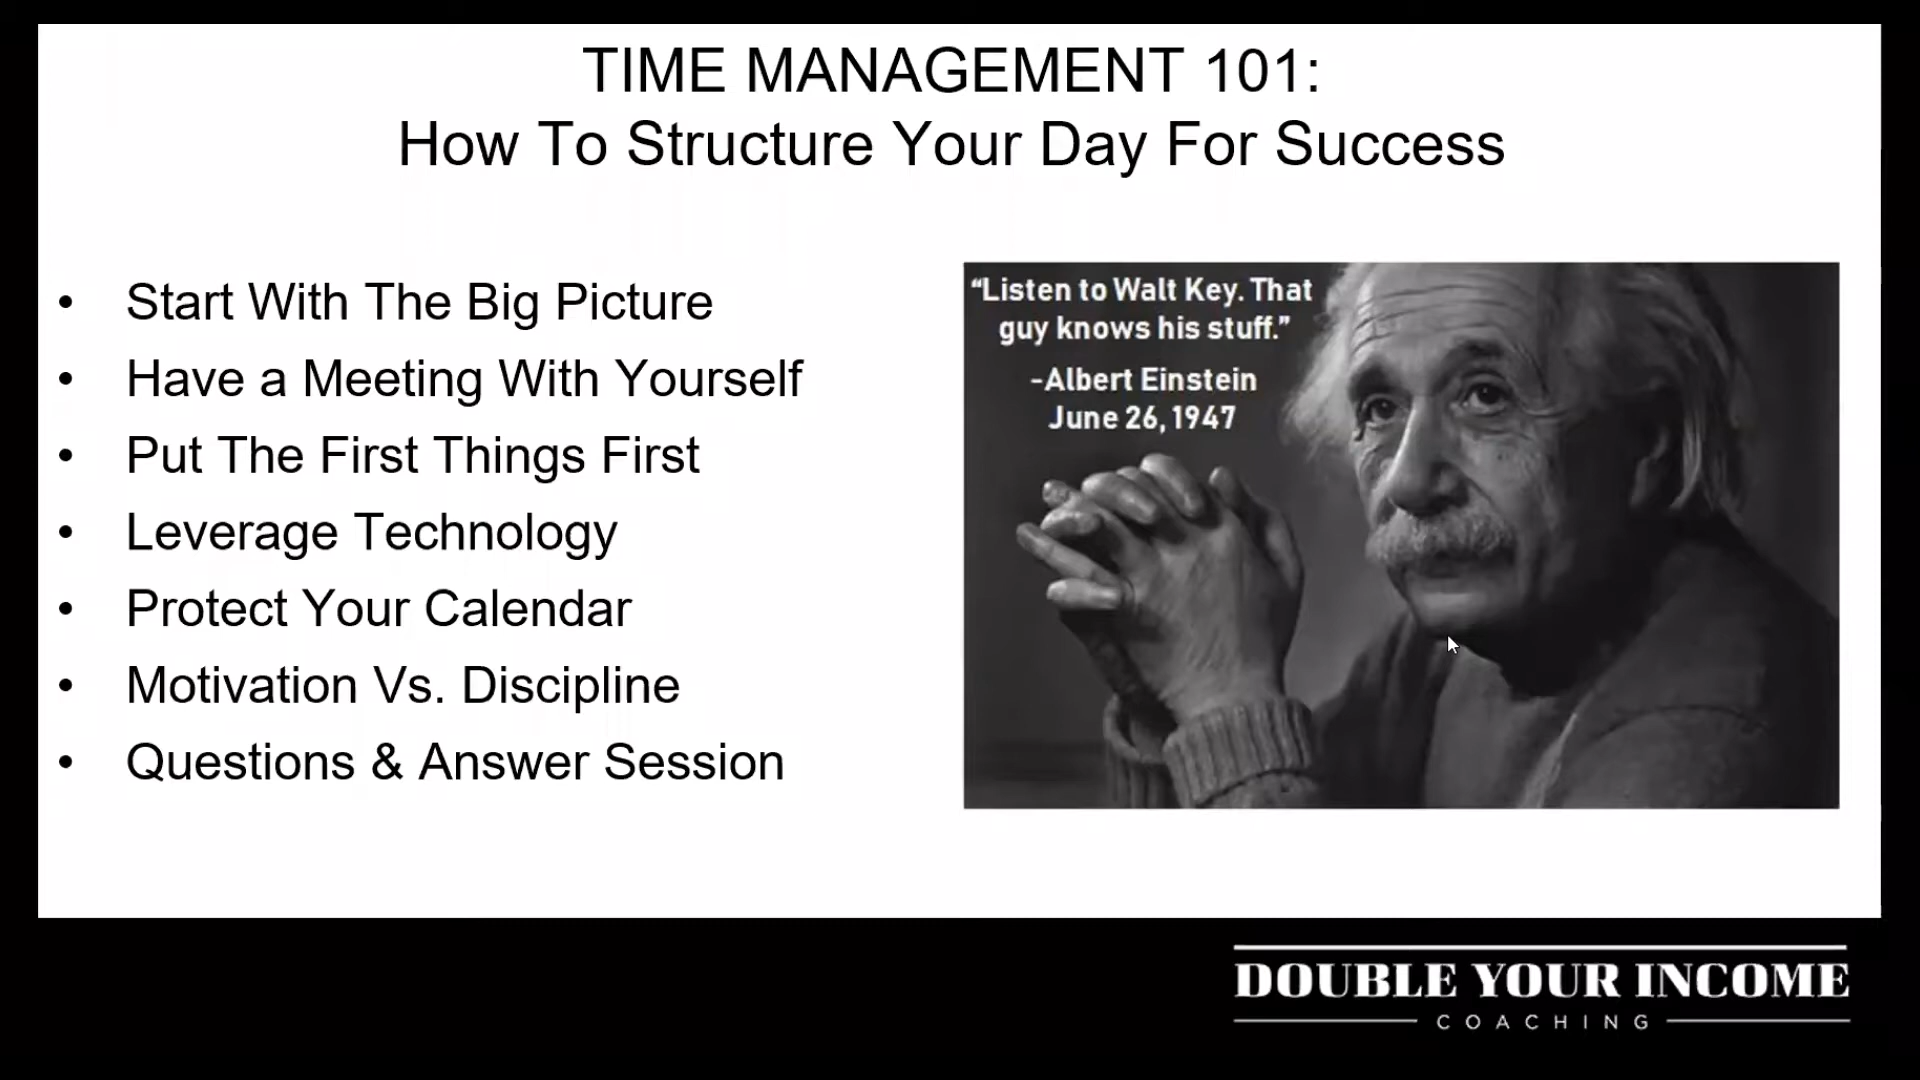 TIME MANAGEMENT 101:
How To Structure Your Day For Success
• Start With The Big Picture
• Have a Meeting With Yourself
• Put The First Things First
• Leverage Technology
• Protect Your Calendar
• Motivation Vs. Discipline
• Questions & Answer Session
“Listen to Walt Key. That
guy knows his stuff.”
-Albert Einstein
June 26, 1947
DOUBLE YOUR INCOME
COACHING